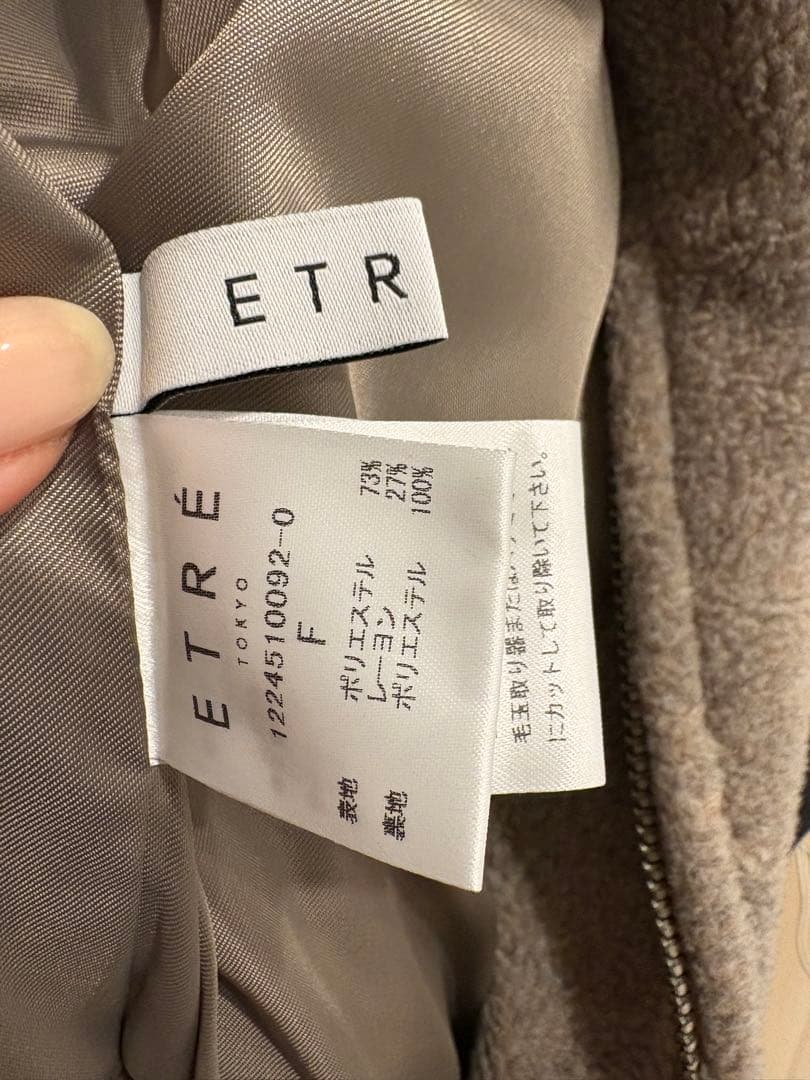 ETR
ETRÉ
TOKYO
1224510092-0
F
表地 ポリエステル 73%
レーヨン 27%
裏地 ポリエステル 100%
毛玉取り器または
にカットして取り除いて下さい。